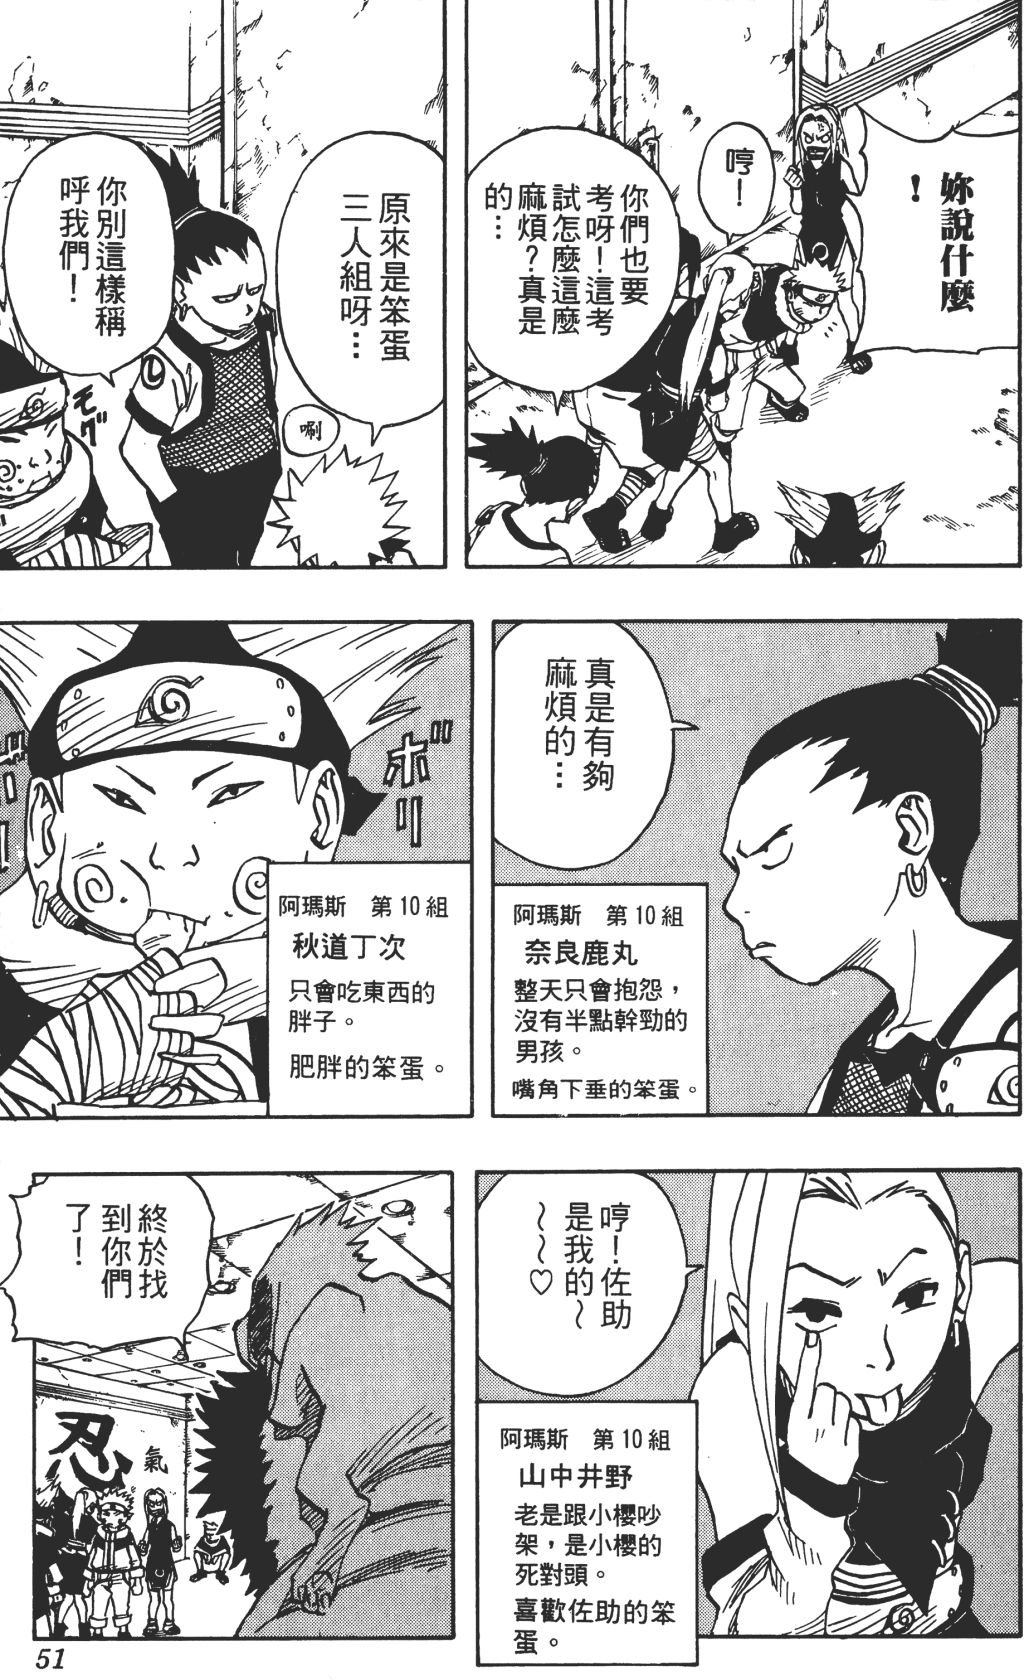 妳說什麼
！
哼！
你們也要
考呀！這考
試怎麼這麼
麻煩？真是
的…
原來是笨蛋
三人組呀…
唰
你別這樣稱
呼我們！
モグ
真是有夠
麻煩的…
阿瑪斯　第10組
奈良鹿丸
整天只會抱怨，
沒有半點幹勁的
男孩。
嘴角下垂的笨蛋。
ボリ
ボリ
阿瑪斯　第10組
秋道丁次
只會吃東西的
胖子。
肥胖的笨蛋。
哼！佐助
是我的～
～～♡
阿瑪斯　第10組
山中井野
老是跟小櫻吵
架，是小櫻的
死對頭。
喜歡佐助的笨
蛋。
終於找
到你們
了！
忍
氣
51